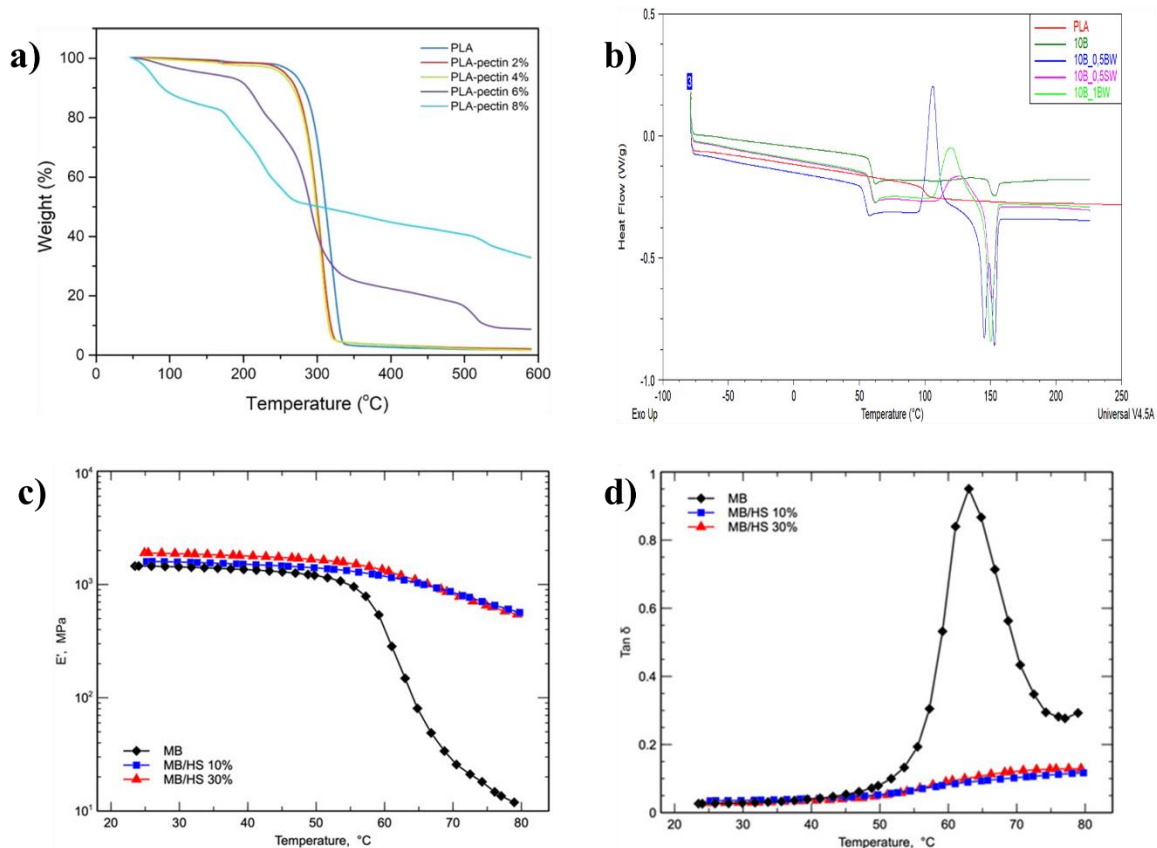 a)
100
80
60
40
20
0
Weight (%)
PLA
PLA-pectin 2%
PLA-pectin 4%
PLA-pectin 6%
PLA-pectin 8%
0 100 200 300 400 500 600
Temperature (°C)
b)
0.5
0.0
-0.5
-1.0
Heat Flow (W/g)
3
PLA
10B
10B_0,5BW
10B_0,5SW
10B_1BW
-100 -50 0 50 100 150 200 250
Exo Up
Temperature (°C)
Universal V4.5A
c)
10⁴
10³
10²
10¹
E', MPa
MB
MB/HS 10%
MB/HS 30%
20 30 40 50 60 70 80
Temperature, °C
d)
1
0.8
0.6
0.4
0.2
0
Tan δ
MB
MB/HS 10%
MB/HS 30%
20 30 40 50 60 70 80
Temperature, °C